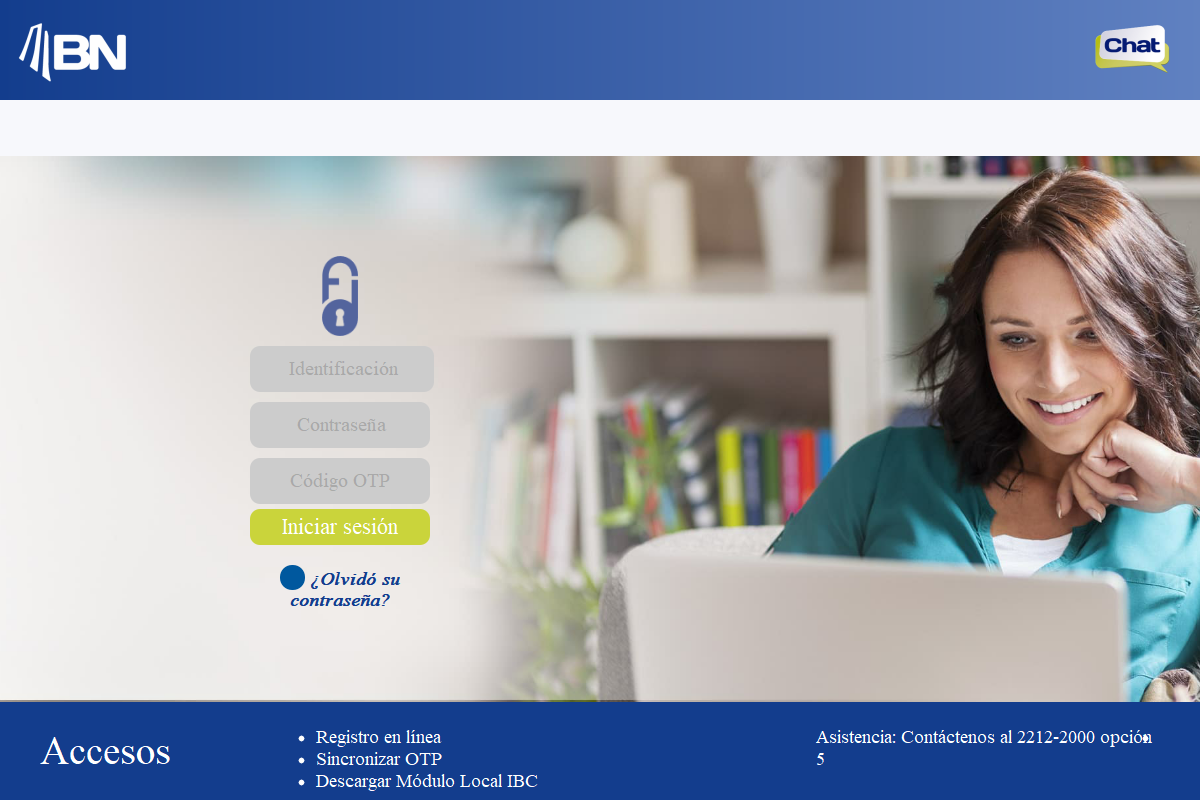 BN
Chat
Identificación
Contraseña
Código OTP
Iniciar sesión
¿Olvidó su
contraseña?
Accesos
Registro en línea
Sincronizar OTP
Descargar Módulo Local IBC
Asistencia: Contáctenos al 2212-2000 opción
5